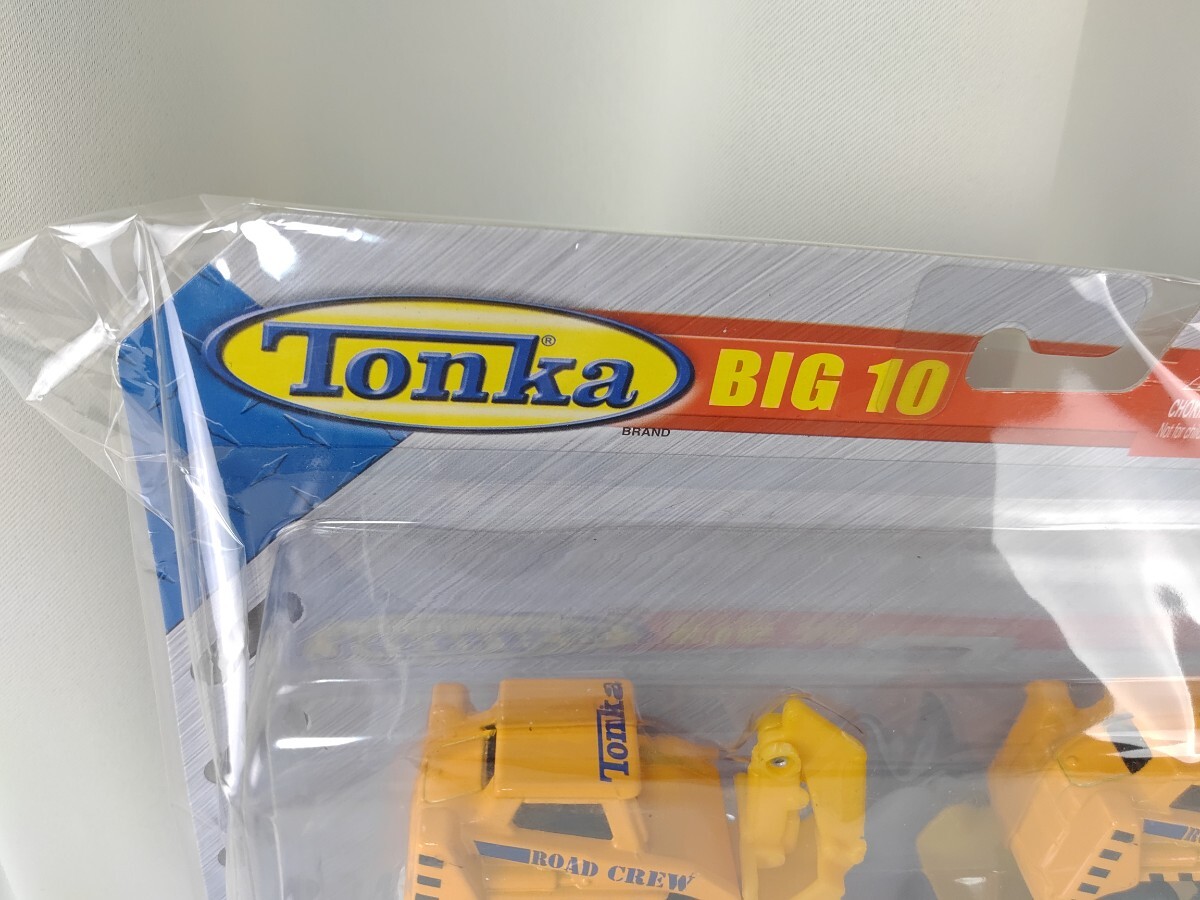 Tonka® BIG 10
BRAND
Tonka
ROAD CREW